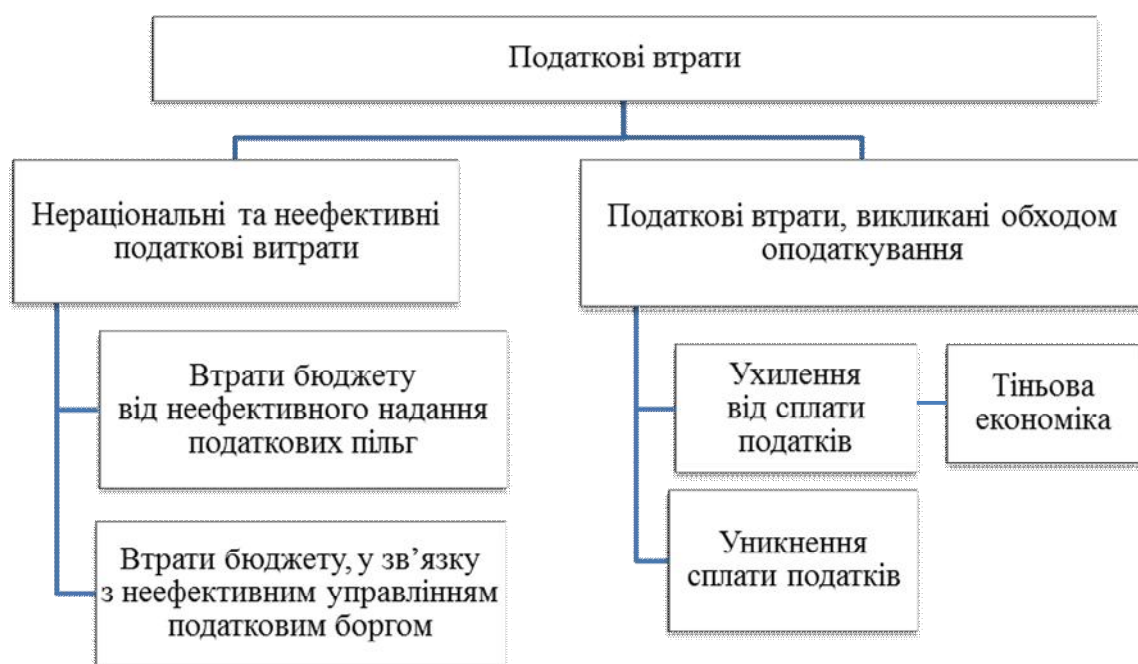 Податкові втрати
Нераціональні та неефективні
податкові витрати
Податкові втрати, викликані обходом
оподаткування
Втрати бюджету
від неефективного надання
податкових пільг
Ухилення
від сплати
податків
Тіньова
економіка
Втрати бюджету, у зв’язку
з неефективним управлінням
податковим боргом
Уникнення
сплати податків